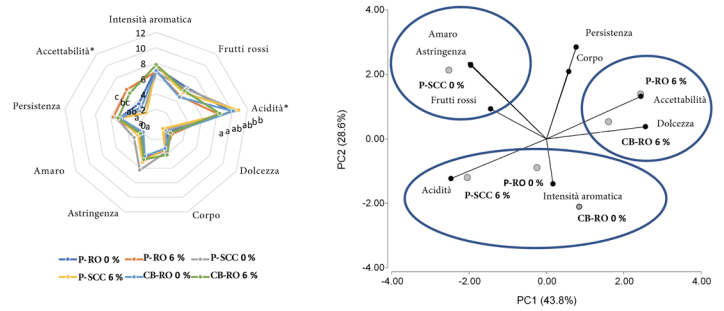 Intensità aromatica
12
10
8
6
4
2
0
Accettabilità*
Frutti rossi
Persistenza
Acidità*
Amaro
Dolcezza
Astringenza
Corpo
c
bc
ab
a
a
a
a a ab ab b b
P-RO 0 %
P-RO 6 %
P-SCC 0 %
P-SCC 6 %
CB-RO 0 %
CB-RO 6 %
4.00
2.00
0.00
-2.00
-4.00
PC2 (28.6%)
-4.00
-2.00
0.00
2.00
4.00
PC1 (43.8%)
Amaro
Astringenza
P-SCC 0 %
Frutti rossi
Persistenza
Corpo
P-RO 6 %
Accettabilità
Dolcezza
CB-RO 6 %
Acidità
P-SCC 6 %
P-RO 0 %
Intensità aromatica
CB-RO 0 %